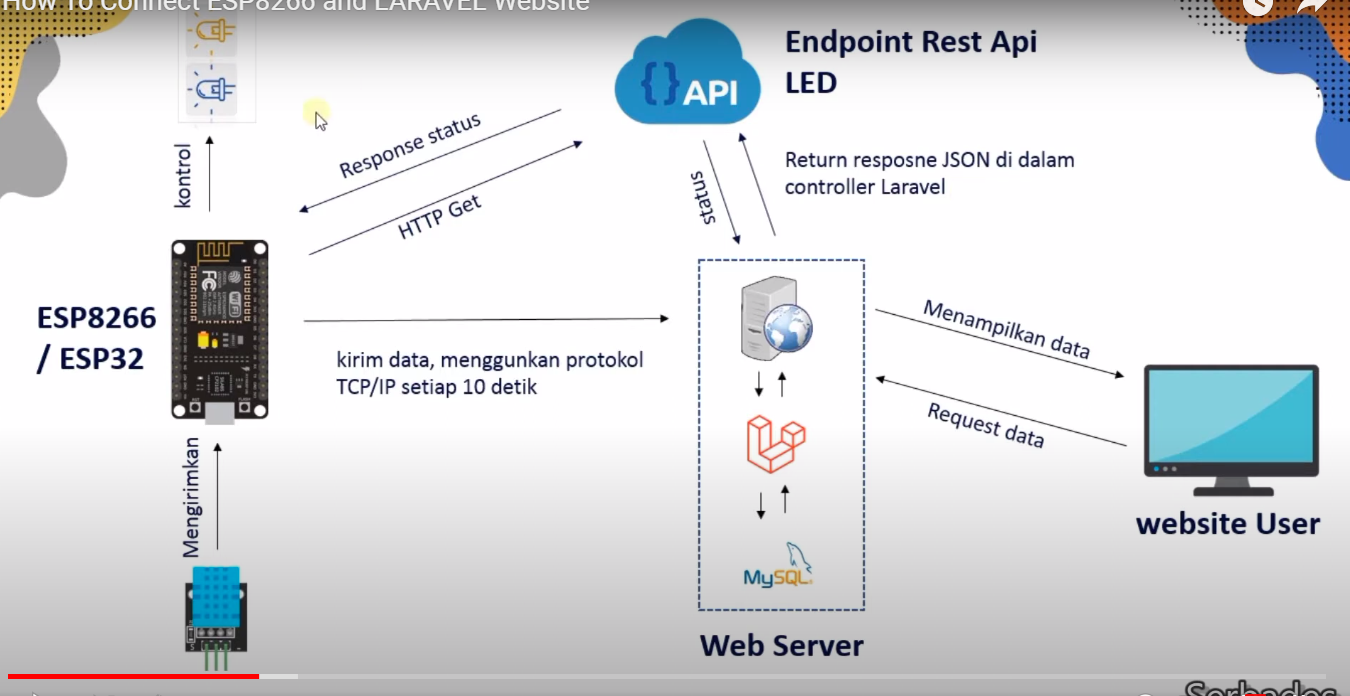 How To Connect ESP8266 and LARAVEL Website
Endpoint Rest Api
LED
{} API
Response status
HTTP Get
kontrol
status
Return resposne JSON di dalam
controller Laravel
ESP8266
/ ESP32
kirim data, menggunkan protokol
TCP/IP setiap 10 detik
Menampilkan data
Request data
Mengirimkan
MySQL
website User
Web Server